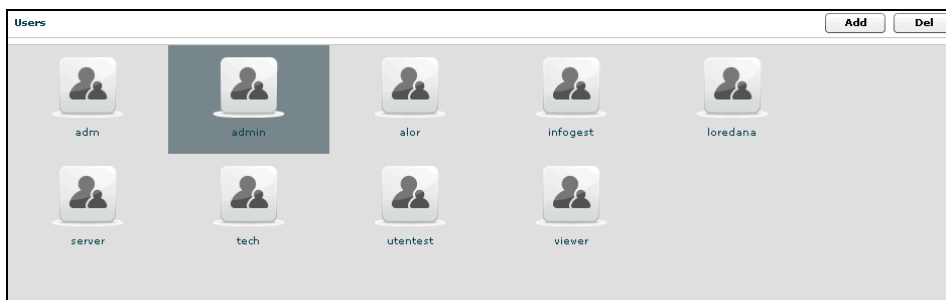 Users Add Del
adm admin alor infogest loredana
server tech utentest viewer